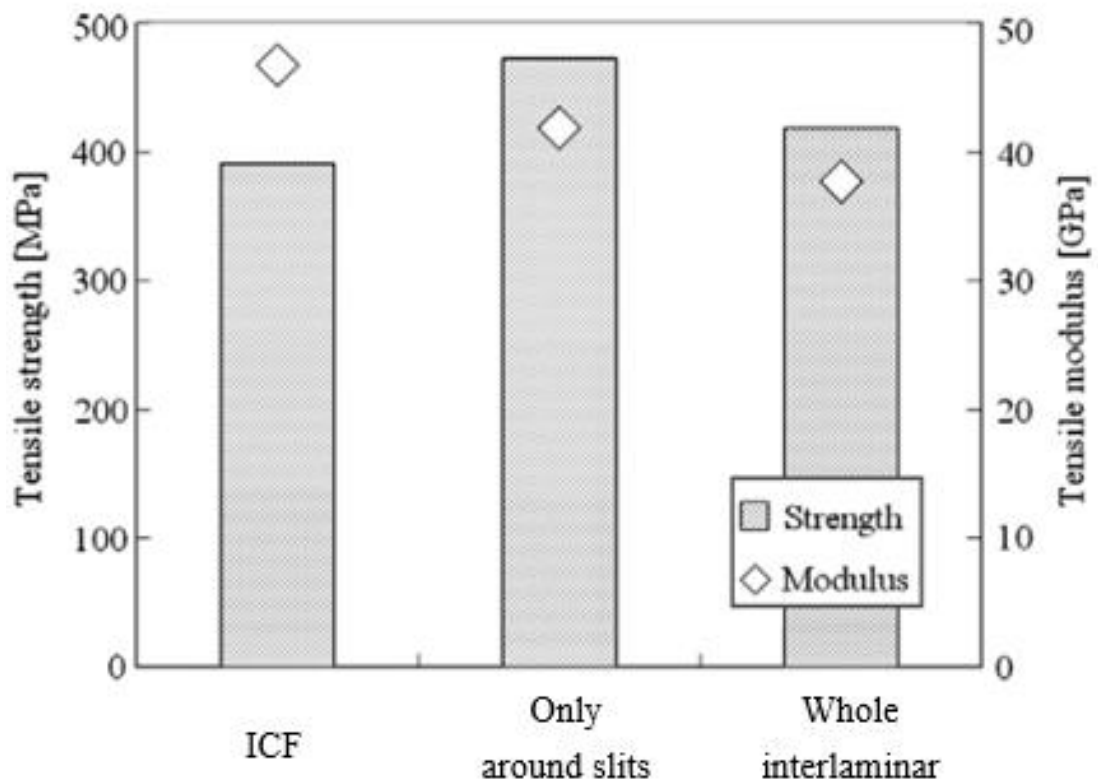 Tensile strength [MPa]
500
400
300
200
100
0
50
40
30
20
10
0
Tensile modulus [GPa]
Strength
Modulus
ICF
Only
around slits
Whole
interlaminar